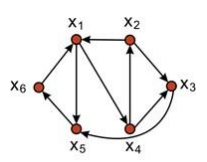 x₁ x₂
x₆ x₃
x₅ x₄